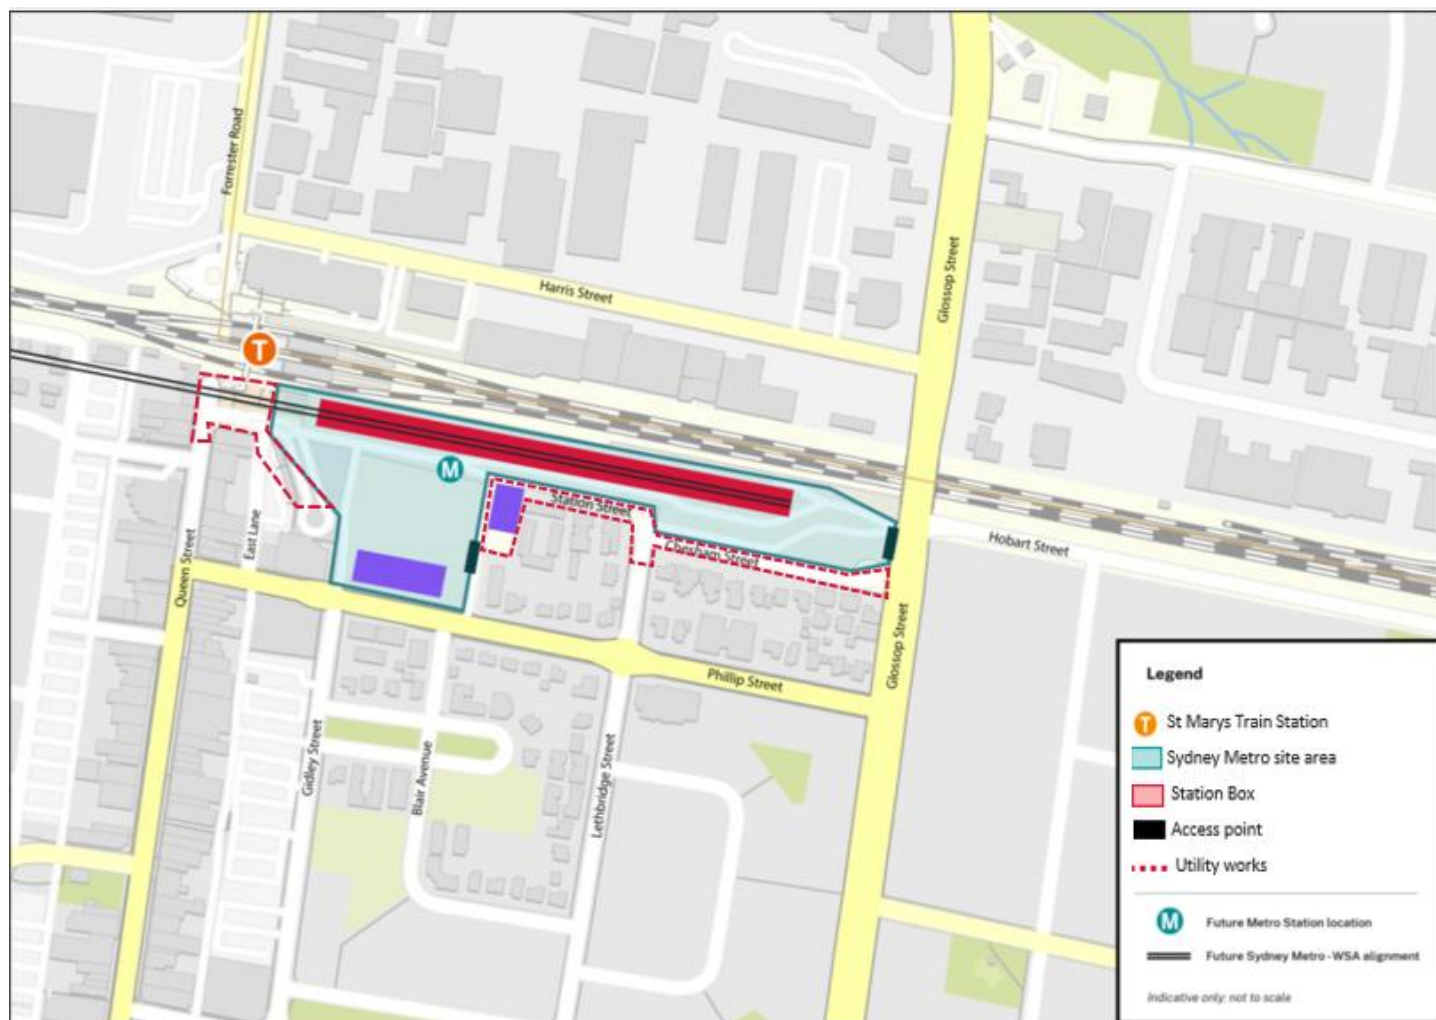 Forrester Road
Harris Street
Glossop Street
T
M
Station Street
Chesham Street
Hobart Street
East Lane
Queen Street
Glossop Street
Phillip Street
Gidley Street
Blair Avenue
Lethbridge Street
Legend
T St Marys Train Station
Sydney Metro site area
Station Box
Access point
Utility works
M Future Metro Station location
Future Sydney Metro - WSA alignment
Indicative only: not to scale